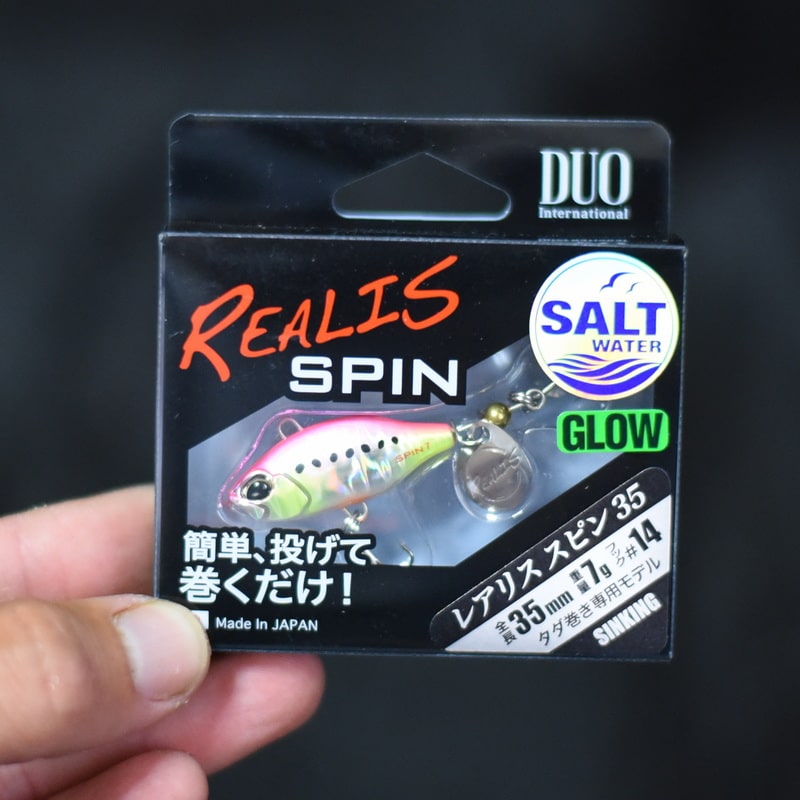 DUO
International
REALIS
SPIN
SALT
WATER
GLOW
SPIN 7
REALIS
簡単、投げて
巻くだけ!
Made In JAPAN
レアリス スピン 35
全長35mm 重量7g フック#14
タダ巻き専用モデル
SINKING